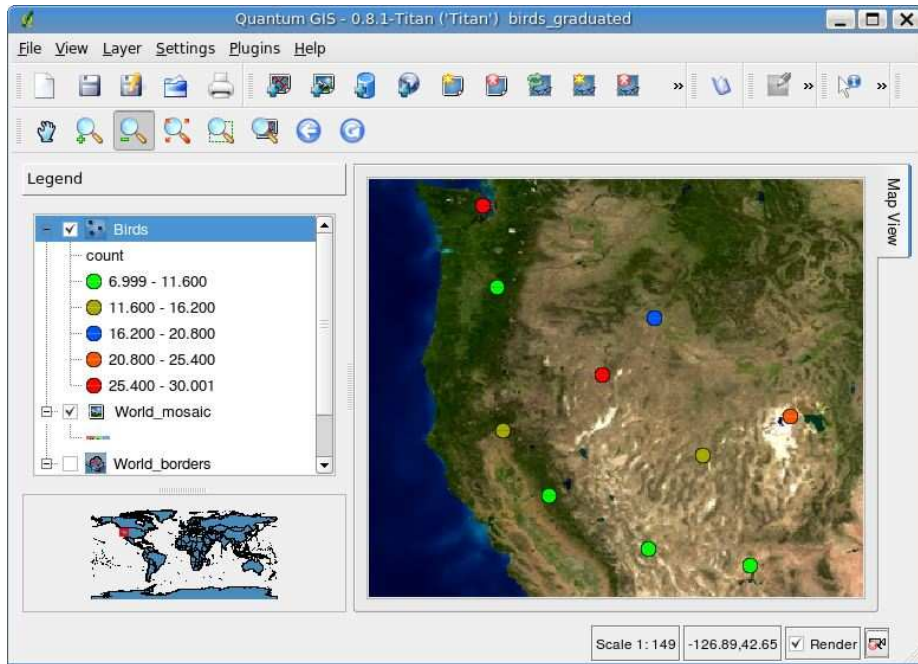 Quantum GIS - 0.8.1-Titan ('Titan') birds_graduated
File View Layer Settings Plugins Help
Legend
Birds
count
6.999 - 11.600
11.600 - 16.200
16.200 - 20.800
20.800 - 25.400
25.400 - 30.001
World_mosaic
World_borders
Map View
Scale 1: 149
-126.89,42.65
Render